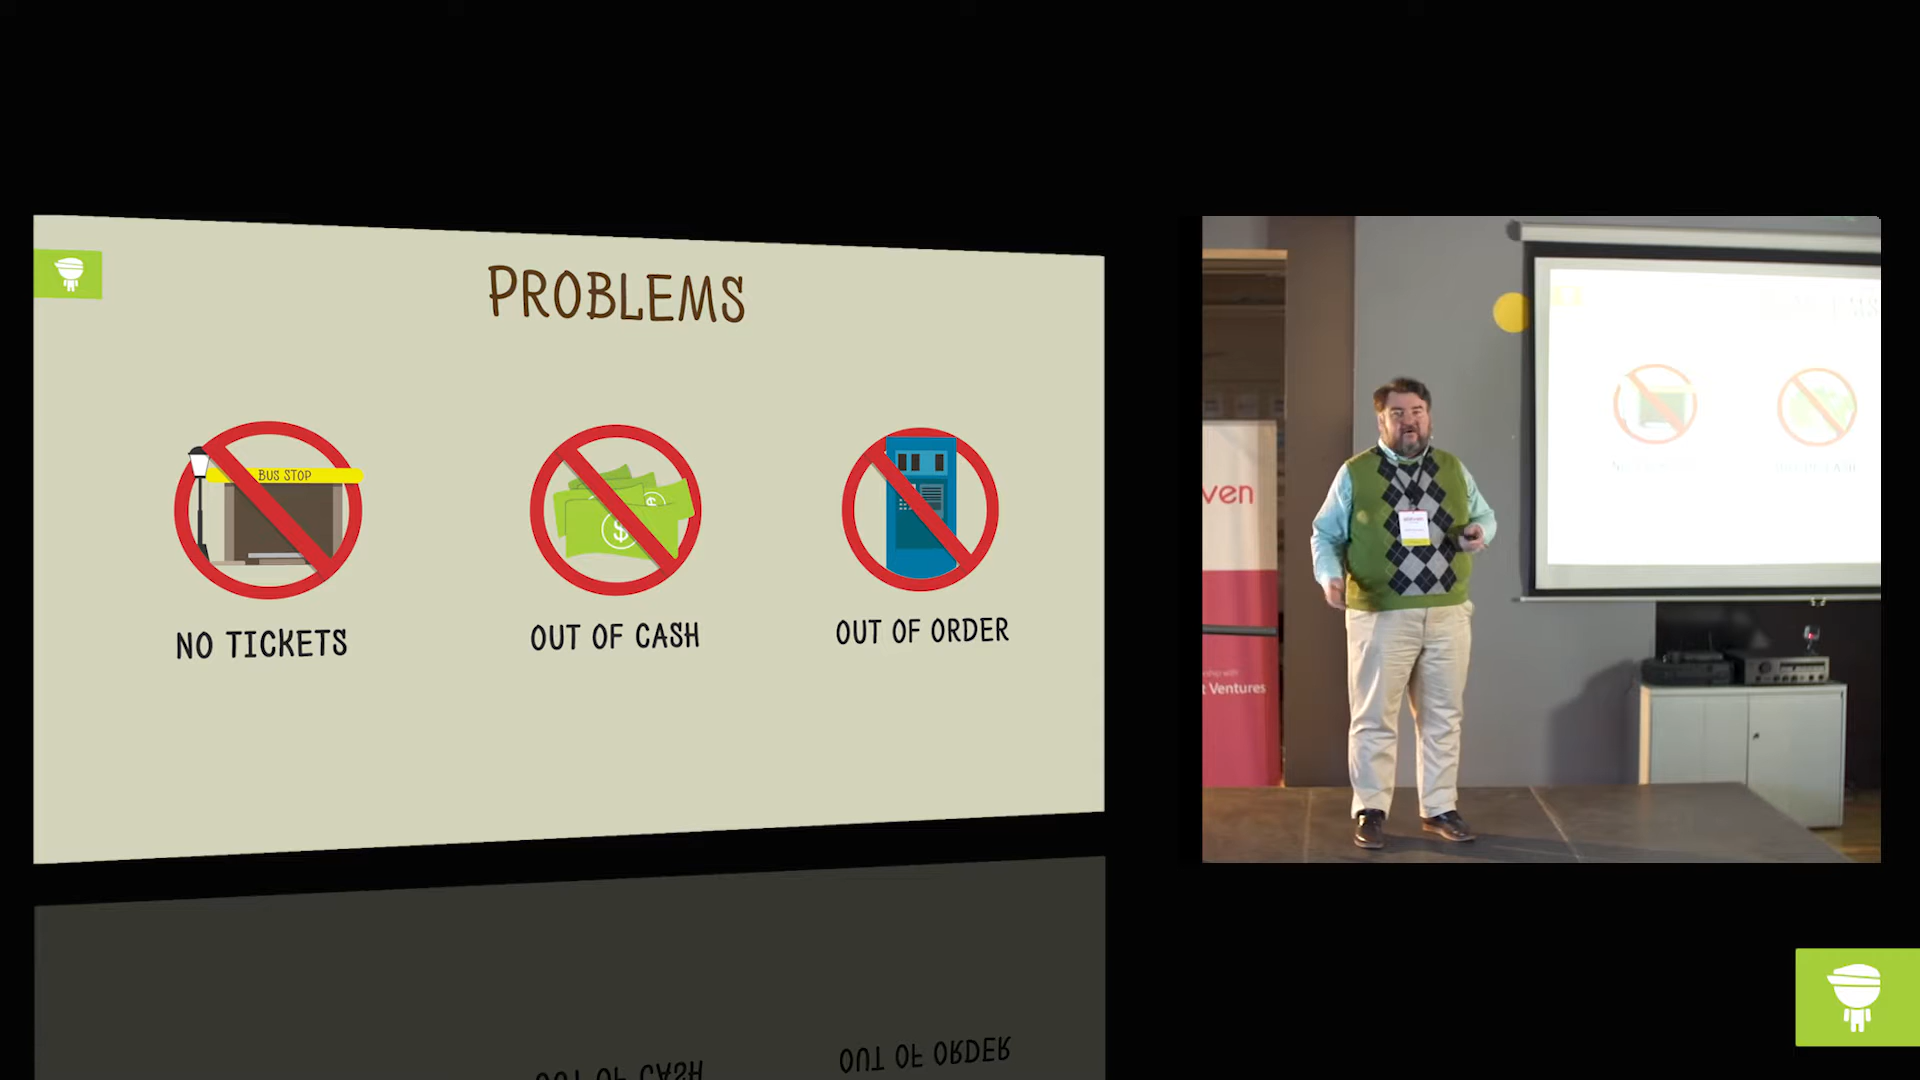 PROBLEMS
BUS STOP
NO TICKETS
OUT OF CASH
OUT OF ORDER
ven
t Ventures
OUT OF CASH
OUT OF ORDER